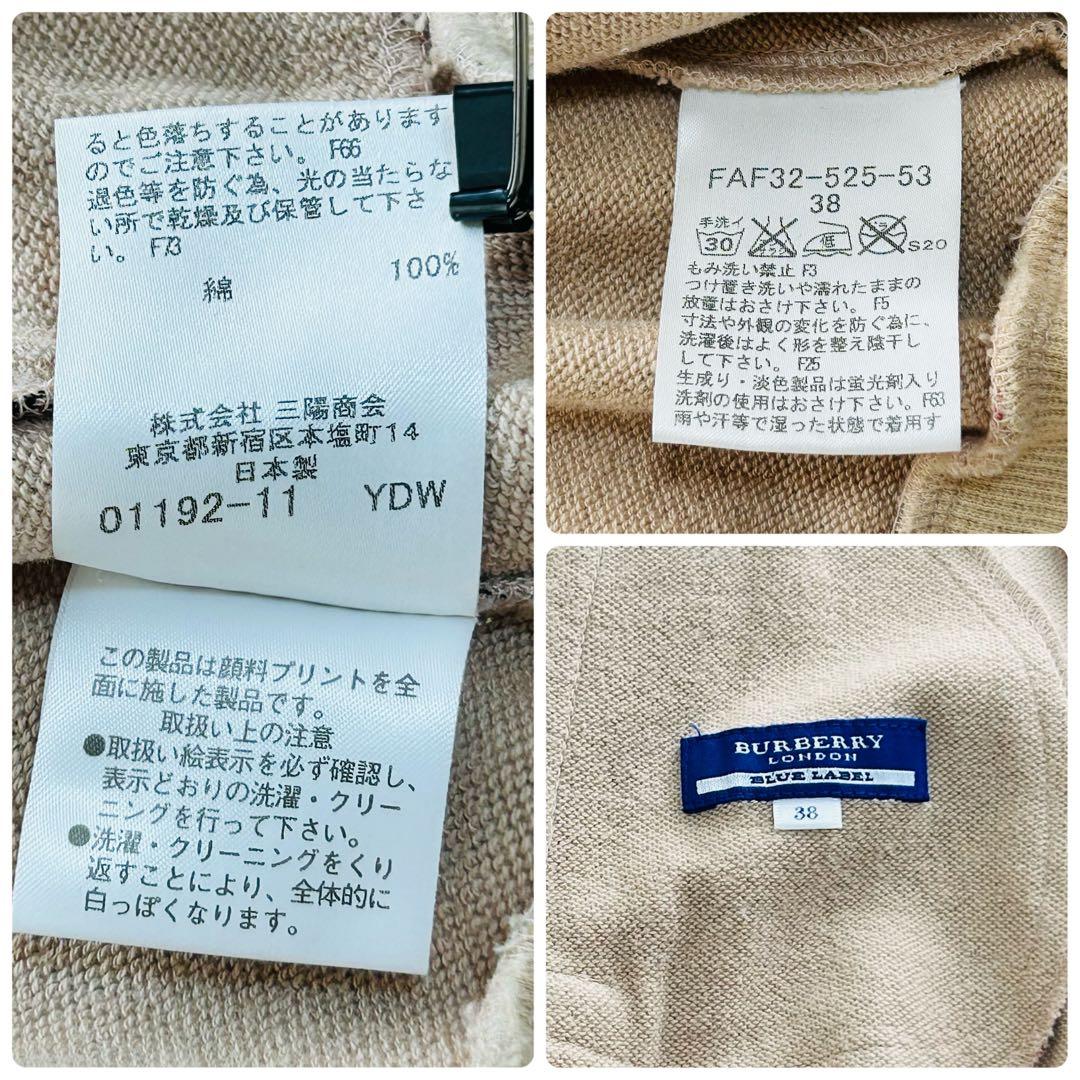 ると色落ちすることがあります
のでご注意下さい。 F66
退色等を防ぐ為、光の当たらな
い所で乾燥及び保管して下さ
い。 F73
綿 100%
株式会社 三陽商会
東京都新宿区本塩町14
日本製
01192-11 YDW
この製品は顔料プリントを全
面に施した製品です。
取扱い上の注意
●取扱い絵表示を必ず確認し、
表示どおりの洗濯・クリー
ニングを行って下さい。
●洗濯・クリーニングをくり
返すことにより、全体的に
白っぽくなります。
FAF32-525-53
38
手洗イ
30 エンソサラシ 低 S20
もみ洗い禁止 F3
つけ置き洗いや濡れたままの
放置はおさけ下さい。 F5
寸法や外観の変化を防ぐ為に、
洗濯後はよく形を整え陰干し
して下さい。 F25
生成り・淡色製品は蛍光剤入り
洗剤の使用はおさけ下さい。 F63
雨や汗等で湿った状態で着用す
BURBERRY
LONDON
BLUE LABEL
38